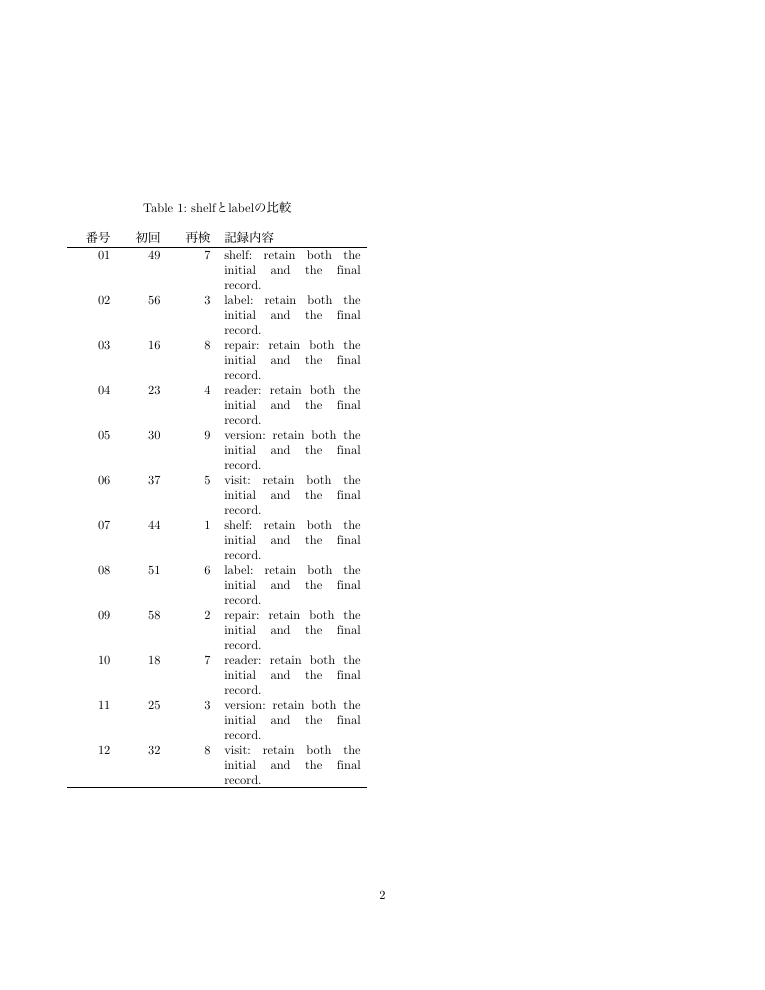 Table 1: shelfとlabelの比較
番号 初回 再検 記録内容
01 49 7 shelf: retain both the
initial and the final
record.
02 56 3 label: retain both the
initial and the final
record.
03 16 8 repair: retain both the
initial and the final
record.
04 23 4 reader: retain both the
initial and the final
record.
05 30 9 version: retain both the
initial and the final
record.
06 37 5 visit: retain both the
initial and the final
record.
07 44 1 shelf: retain both the
initial and the final
record.
08 51 6 label: retain both the
initial and the final
record.
09 58 2 repair: retain both the
initial and the final
record.
10 18 7 reader: retain both the
initial and the final
record.
11 25 3 version: retain both the
initial and the final
record.
12 32 8 visit: retain both the
initial and the final
record.
2